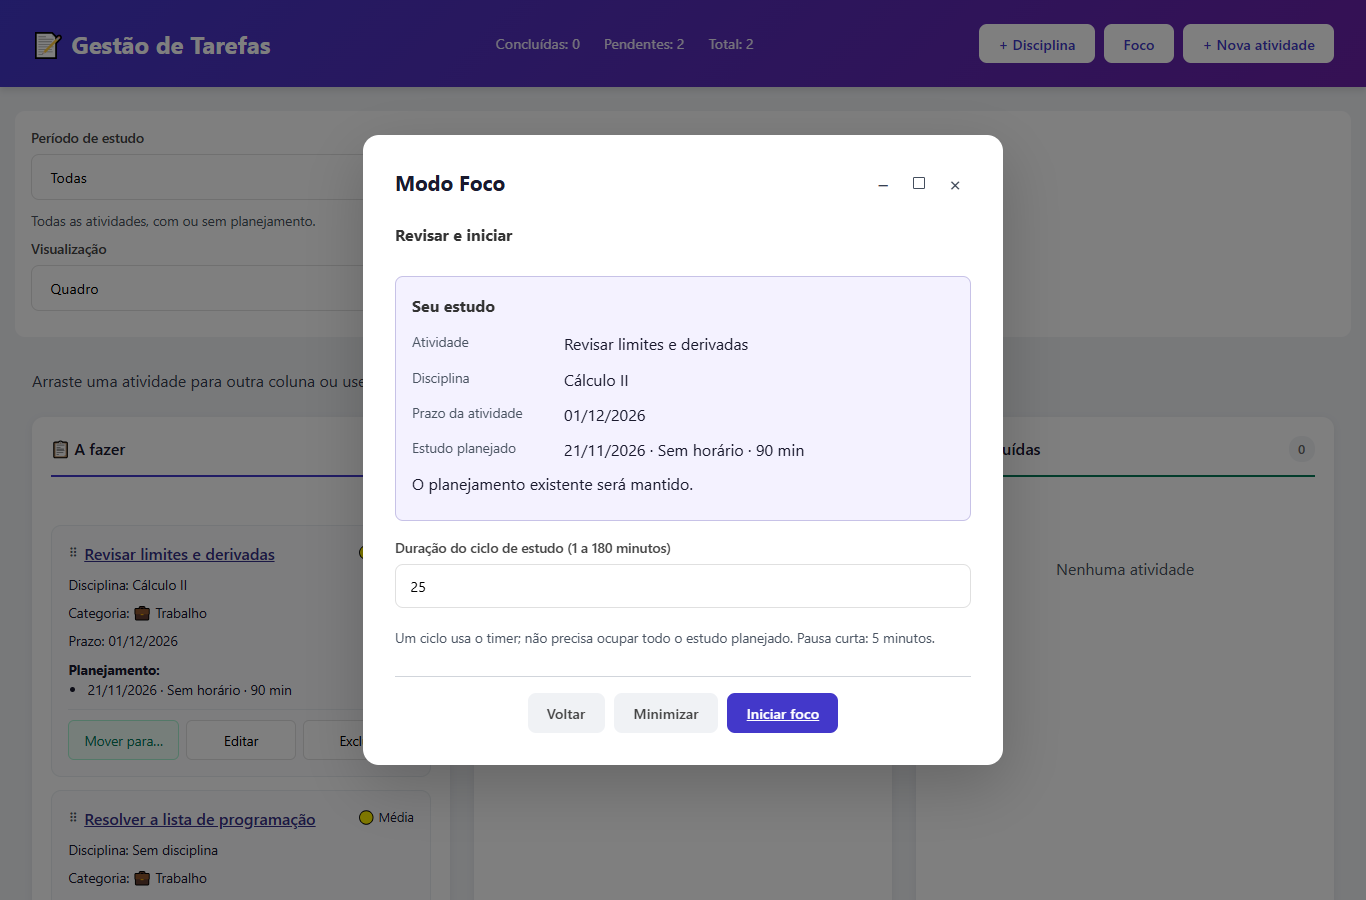 Gestão de Tarefas
Concluídas: 0 Pendentes: 2 Total: 2
+ Disciplina
Foco
+ Nova atividade
Período de estudo
Todas
Todas as atividades, com ou sem planejamento.
Visualização
Quadro
Arraste uma atividade para outra coluna ou use
A fazer
Revisar limites e derivadas
Disciplina: Cálculo II
Categoria: Trabalho
Prazo: 01/12/2026
Planejamento:
21/11/2026 · Sem horário · 90 min
Mover para...
Editar
Excl
Resolver a lista de programação
Média
Disciplina: Sem disciplina
Categoria: Trabalho
Modo Foco
Revisar e iniciar
Seu estudo
Atividade Revisar limites e derivadas
Disciplina Cálculo II
Prazo da atividade 01/12/2026
Estudo planejado 21/11/2026 · Sem horário · 90 min
O planejamento existente será mantido.
Duração do ciclo de estudo (1 a 180 minutos)
25
Um ciclo usa o timer; não precisa ocupar todo o estudo planejado. Pausa curta: 5 minutos.
Voltar
Minimizar
Iniciar foco
uídas
0
Nenhuma atividade